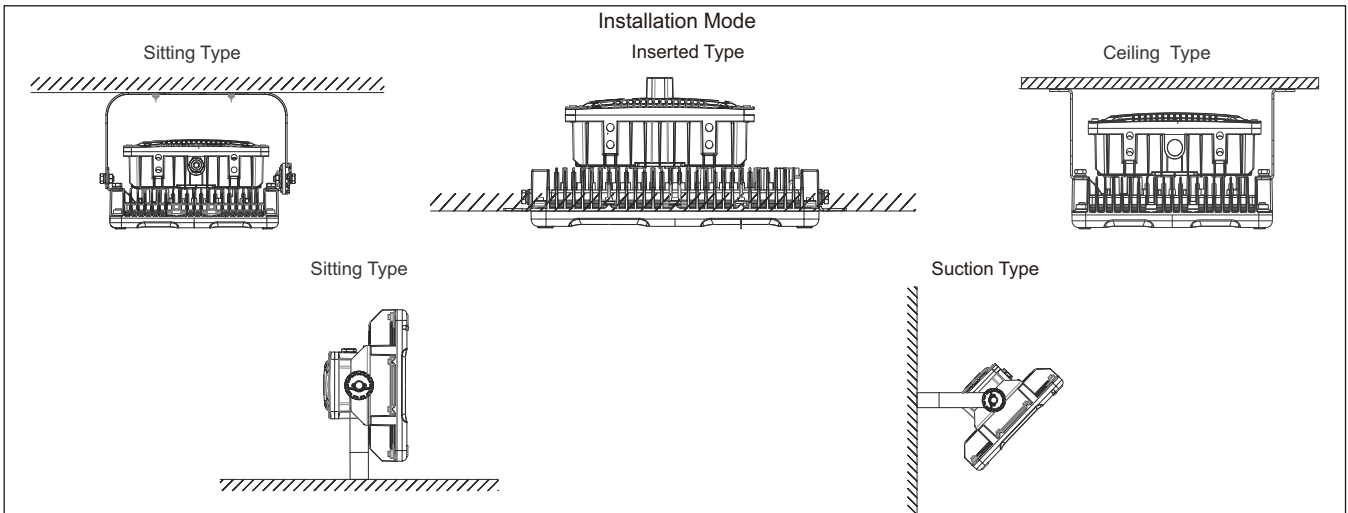 Installation Mode
Sitting Type
Inserted Type
Ceiling Type
Sitting Type
Suction Type